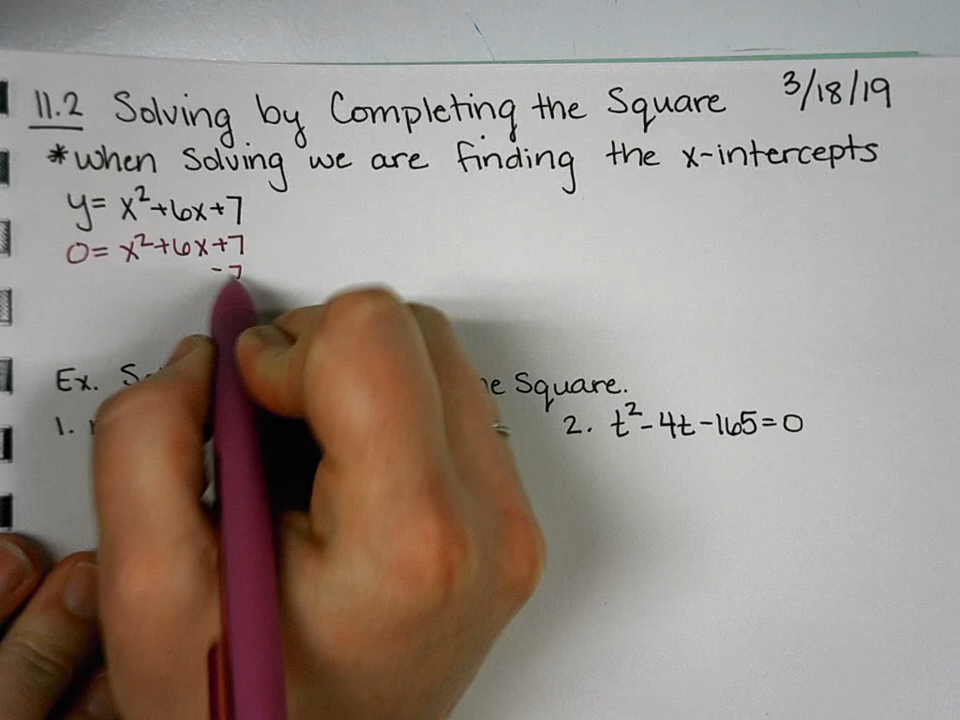 11.2 Solving by Completing the Square 3/18/19
*when solving we are finding the x-intercepts
y= x²+6x+7
0= x²+6x+7
-7
Ex. Square.
1. 2. t²-4t-165=0